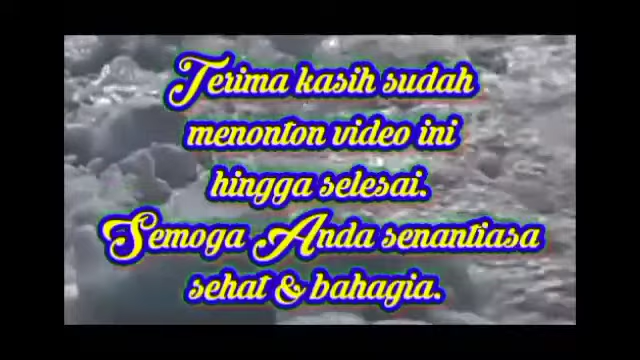 Terima kasih sudah
menonton video ini
hingga selesai.
Semoga Anda senantiasa
sehat & bahagia.